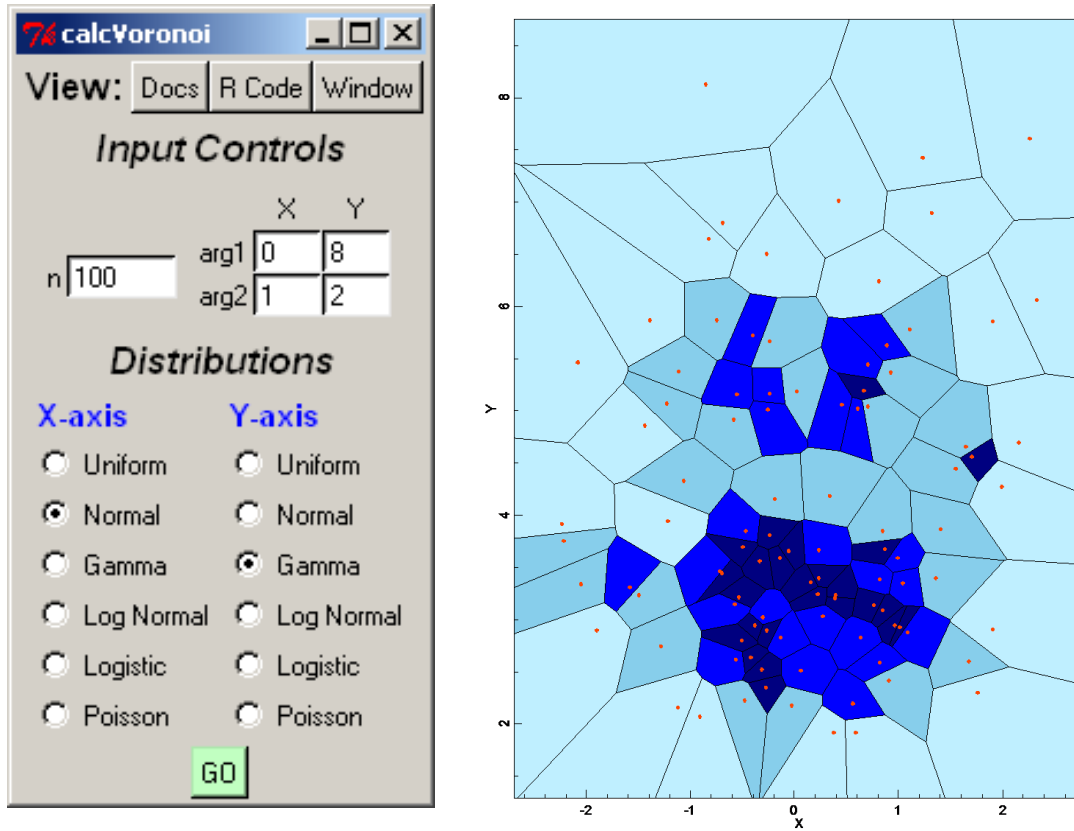 calcVoronoi
View: Docs R Code Window
Input Controls
X Y
n 100
arg1 0 8
arg2 1 2
Distributions
X-axis Y-axis
Uniform Uniform
Normal Normal
Gamma Gamma
Log Normal Log Normal
Logistic Logistic
Poisson Poisson
GO
8
6
Y
4
2
-2 -1 0 1 2
X